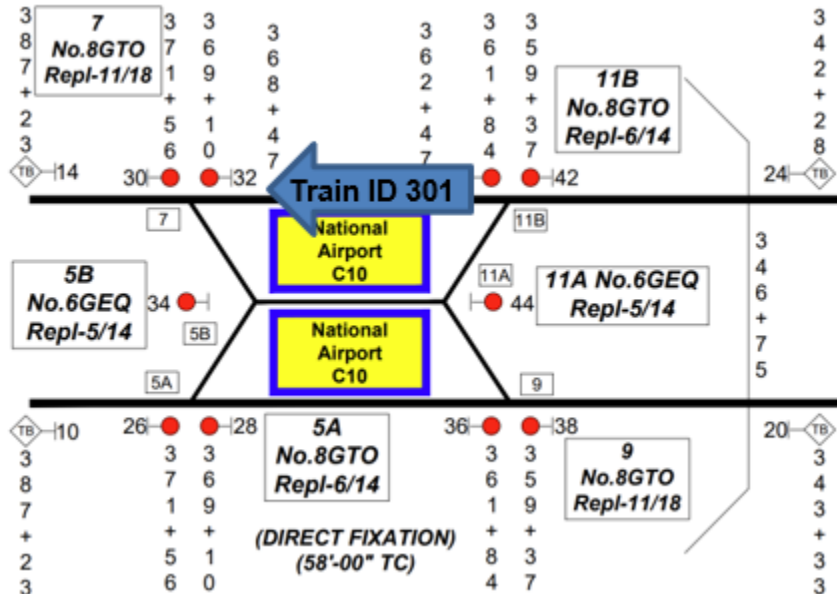 387+23
7
No.8GTO
Repl-11/18
371+56
369+10
368+47
362+47
361+84
359+37
11B
No.8GTO
Repl-6/14
342+28
TB
14
30
32
Train ID 301
42
24
TB
7
National
Airport
C10
11B
346+75
5B
No.6GEQ
Repl-5/14
34
5B
11A
44
11A No.6GEQ
Repl-5/14
5A
National
Airport
C10
9
TB
10
26
28
5A
No.8GTO
Repl-6/14
36
38
9
No.8GTO
Repl-11/18
20
TB
387+23
371+56
369+10
(DIRECT FIXATION)
(58'-00" TC)
361+84
359+37
343+33